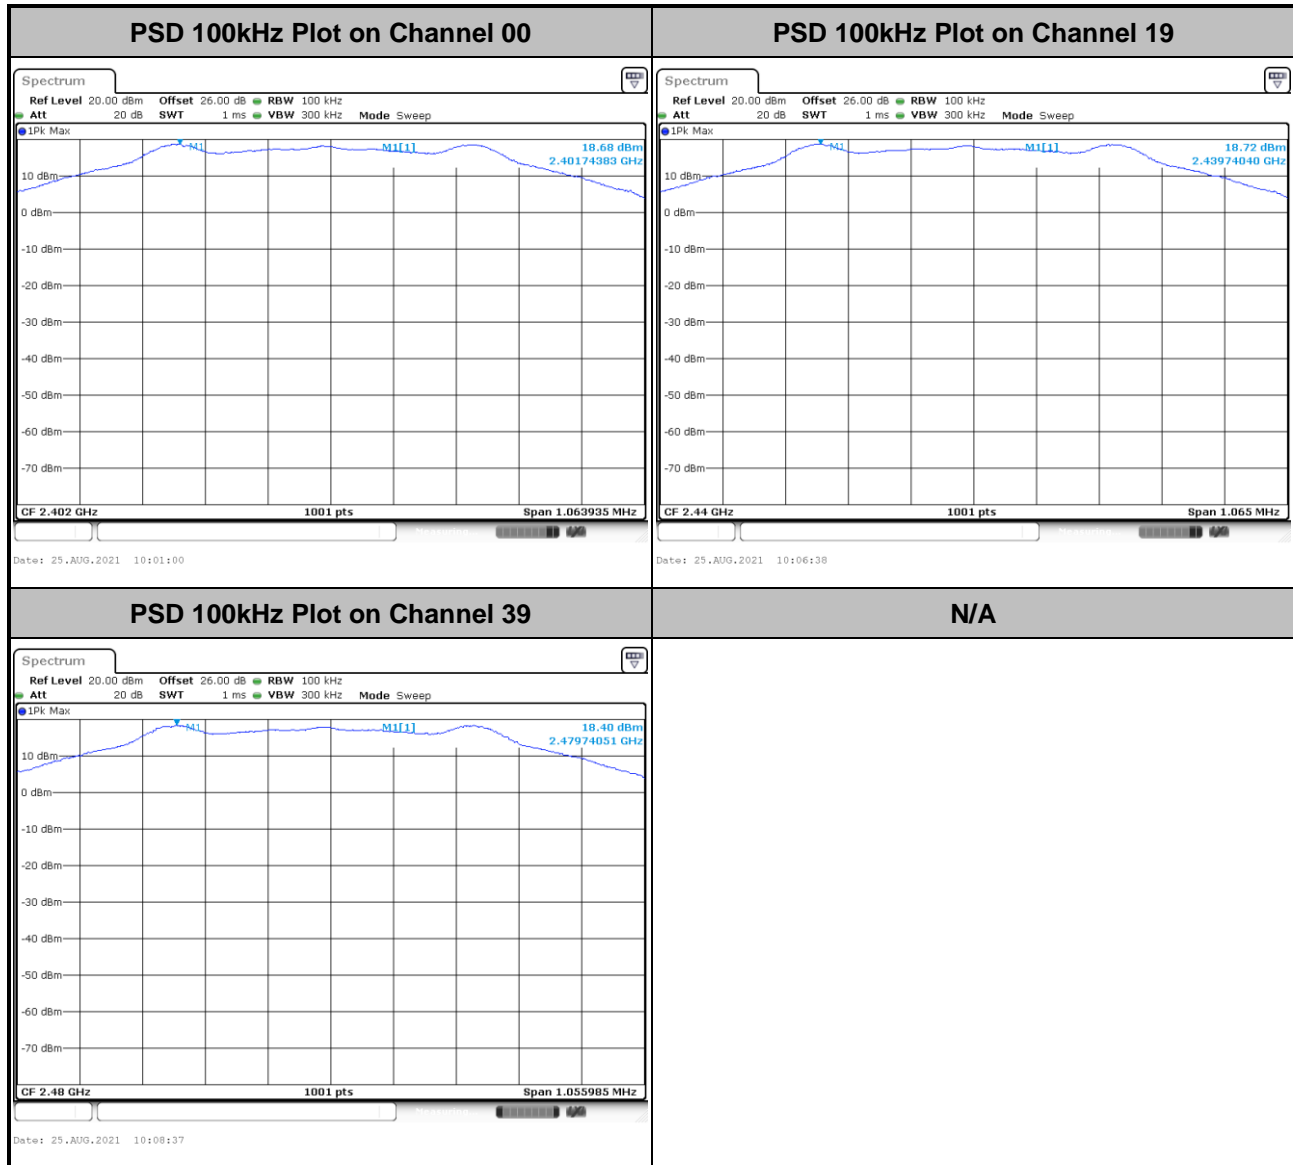 PSD 100kHz Plot on Channel 00
PSD 100kHz Plot on Channel 19
Spectrum
Ref Level 20.00 dBm Offset 26.00 dB RBW 100 kHz
Att 20 dB SWT 1 ms VBW 300 kHz Mode Sweep
1Pk Max
M1
M1[1]
18.68 dBm
2.40174383 GHz
10 dBm
0 dBm
-10 dBm
-20 dBm
-30 dBm
-40 dBm
-50 dBm
-60 dBm
-70 dBm
CF 2.402 GHz 1001 pts Span 1.063935 MHz
Measuring
Date: 25.AUG.2021 10:01:00
Spectrum
Ref Level 20.00 dBm Offset 26.00 dB RBW 100 kHz
Att 20 dB SWT 1 ms VBW 300 kHz Mode Sweep
1Pk Max
M1
M1[1]
18.72 dBm
2.43974040 GHz
10 dBm
0 dBm
-10 dBm
-20 dBm
-30 dBm
-40 dBm
-50 dBm
-60 dBm
-70 dBm
CF 2.44 GHz 1001 pts Span 1.065 MHz
Measuring
Date: 25.AUG.2021 10:06:38
PSD 100kHz Plot on Channel 39
N/A
Spectrum
Ref Level 20.00 dBm Offset 26.00 dB RBW 100 kHz
Att 20 dB SWT 1 ms VBW 300 kHz Mode Sweep
1Pk Max
M1
M1[1]
18.40 dBm
2.47974051 GHz
10 dBm
0 dBm
-10 dBm
-20 dBm
-30 dBm
-40 dBm
-50 dBm
-60 dBm
-70 dBm
CF 2.48 GHz 1001 pts Span 1.055985 MHz
Measuring
Date: 25.AUG.2021 10:08:37